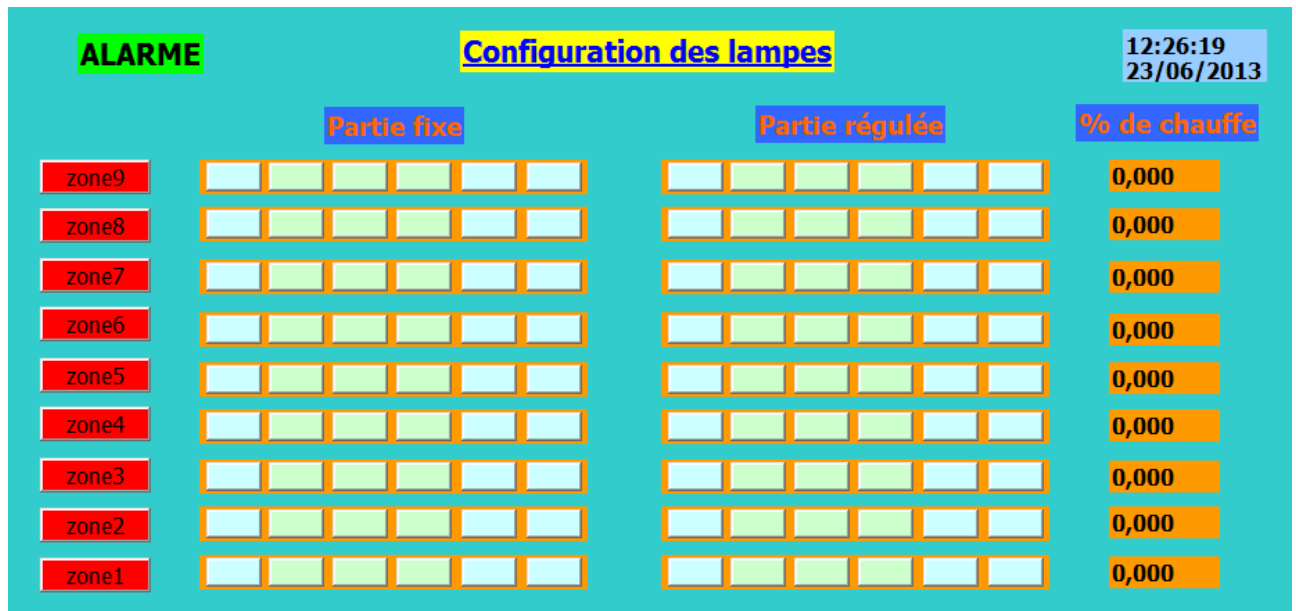 ALARME
Configuration des lampes
12:26:19
23/06/2013
Partie fixe
Partie régulée
% de chauffe
zone9 0,000
zone8 0,000
zone7 0,000
zone6 0,000
zone5 0,000
zone4 0,000
zone3 0,000
zone2 0,000
zone1 0,000